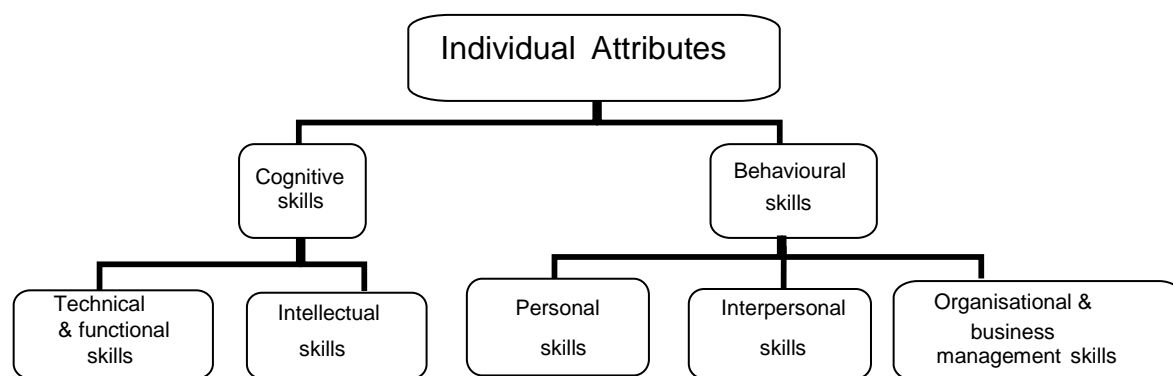 Individual Attributes
Cognitive
skills
Behavioural
skills
Technical
& functional
skills
Intellectual
skills
Personal
skills
Interpersonal
skills
Organisational &
business
management skills